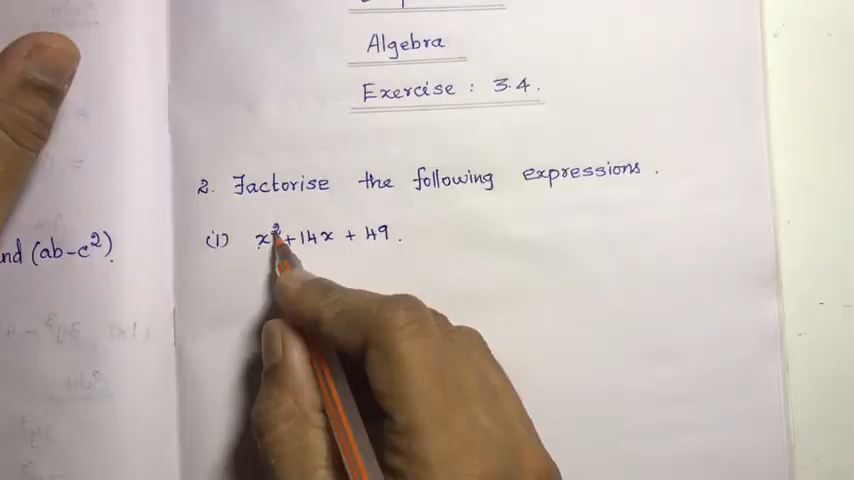 Algebra
Exercise : 3.4.
2. Factorise the following expressions.
(i) x² + 14x + 49.
nd (ab-c²).